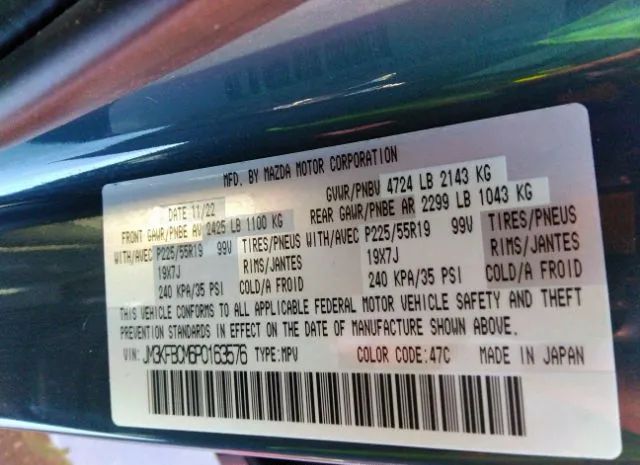 MFD. BY MAZDA MOTOR CORPORATION
DATE 11/22 GVWR/PNBV 4724 LB 2143 KG
FRONT GAWR/PNBE AV 2425 LB 1100 KG REAR GAWR/PNBE AR 2299 LB 1043 KG
WITH/AVEC P225/55R19 99V TIRES/PNEUS WITH/AVEC P225/55R19 99V TIRES/PNEUS
19X7J RIMS/JANTES 19X7J RIMS/JANTES
240 KPA/35 PSI COLD/A FROID 240 KPA/35 PSI COLD/A FROID
THIS VEHICLE CONFORMS TO ALL APPLICABLE FEDERAL MOTOR VEHICLE SAFETY AND THEFT
PREVENTION STANDARDS IN EFFECT ON THE DATE OF MANUFACTURE SHOWN ABOVE.
VIN: JM3KFBCM6P0163576 TYPE:MPV COLOR CODE:47C MADE IN JAPAN